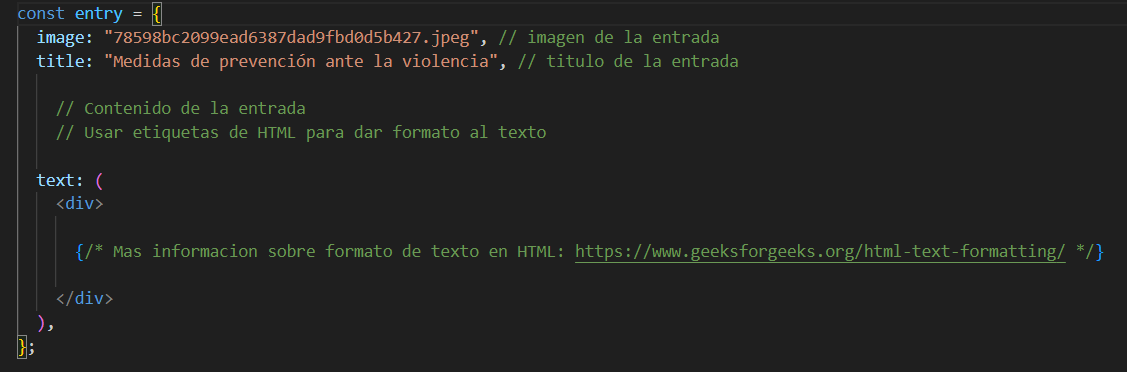 const entry = {
image: "78598bc2099ead6387dad9fbd0d5b427.jpeg", // imagen de la entrada
title: "Medidas de prevención ante la violencia", // titulo de la entrada
// Contenido de la entrada
// Usar etiquetas de HTML para dar formato al texto
text: (
<div>
{/* Mas informacion sobre formato de texto en HTML: https://www.geeksforgeeks.org/html-text-formatting/ */}
</div>
),
};